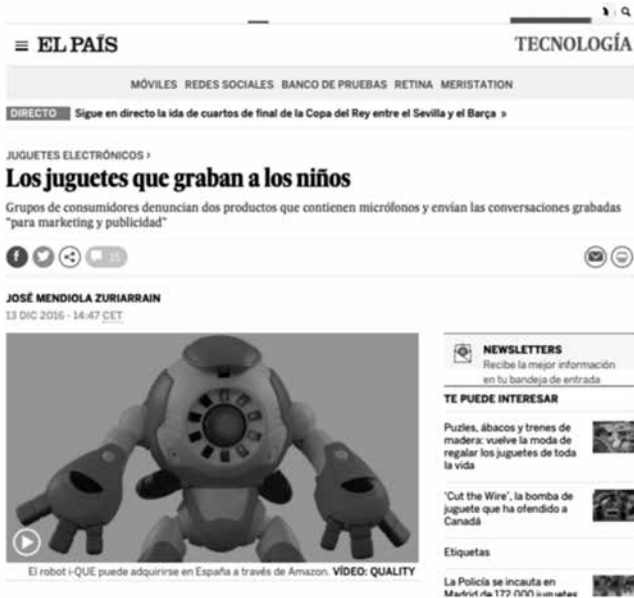 EL PAÍS
TECNOLOGÍA
MÓVILES REDES SOCIALES BANCO DE PRUEBAS RETINA MERISTATION
DIRECTO Sigue en directo la ida de cuartos de final de la Copa del Rey entre el Sevilla y el Barça »
JUGUETES ELECTRÓNICOS ›
Los juguetes que graban a los niños
Grupos de consumidores denuncian dos productos que contienen micrófonos y envían las conversaciones grabadas
"para marketing y publicidad"
15
JOSÉ MENDIOLA ZURIARRAIN
13 DIC 2016 - 14:47 CET
El robot i-QUE puede adquirirse en España a través de Amazon. VÍDEO: QUALITY
NEWSLETTERS
Recibe la mejor información
en tu bandeja de entrada
TE PUEDE INTERESAR
Puzles, ábacos y trenes de
madera: vuelve la moda de
regalar los juguetes de toda
la vida
'Cut the Wire', la bomba de
juguete que ha ofendido a
Canadá
Etiquetas
La Policía se incauta en
Madrid de 172.000 juguetes